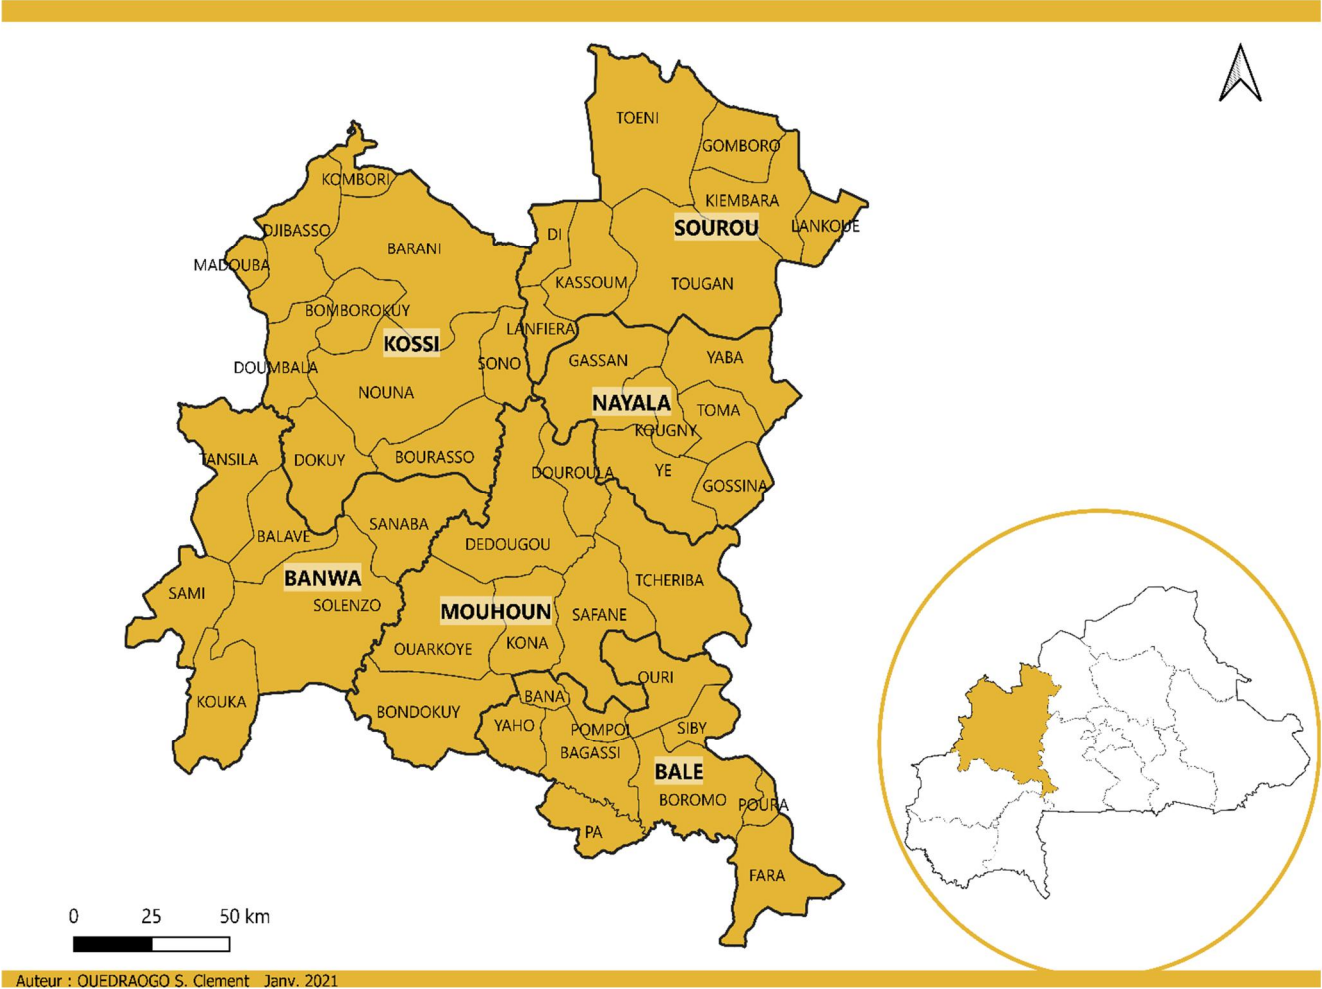 TOENI
GOMBORO
KOMBORI
KIEMBARA
DJIBASSO
SOUROU
LANKOUE
DI
BARANI
MADOUBA
KASSOUM
TOUGAN
BOMBOROKUY
LANFIERA
KOSSI
SONO
GASSAN
YABA
DOUMBALA
NOUNA
NAYALA
TOMA
KOUGNY
TANSILA
DOKUY
BOURASSO
DOUROULA
YE
GOSSINA
SANABA
BALAVE
DEDOUGOU
BANWA
TCHERIBA
SAMI
SOLENZO
MOUHOUN
SAFANE
OUARKOYE
KONA
OURI
KOUKA
BANA
BONDOKUY
YAHO
POMPOI
SIBY
BAGASSI
BALE
BOROMO
POURA
PA
FARA
0 25 50 km
Auteur : OUEDRAOGO S. Clement Janv. 2021